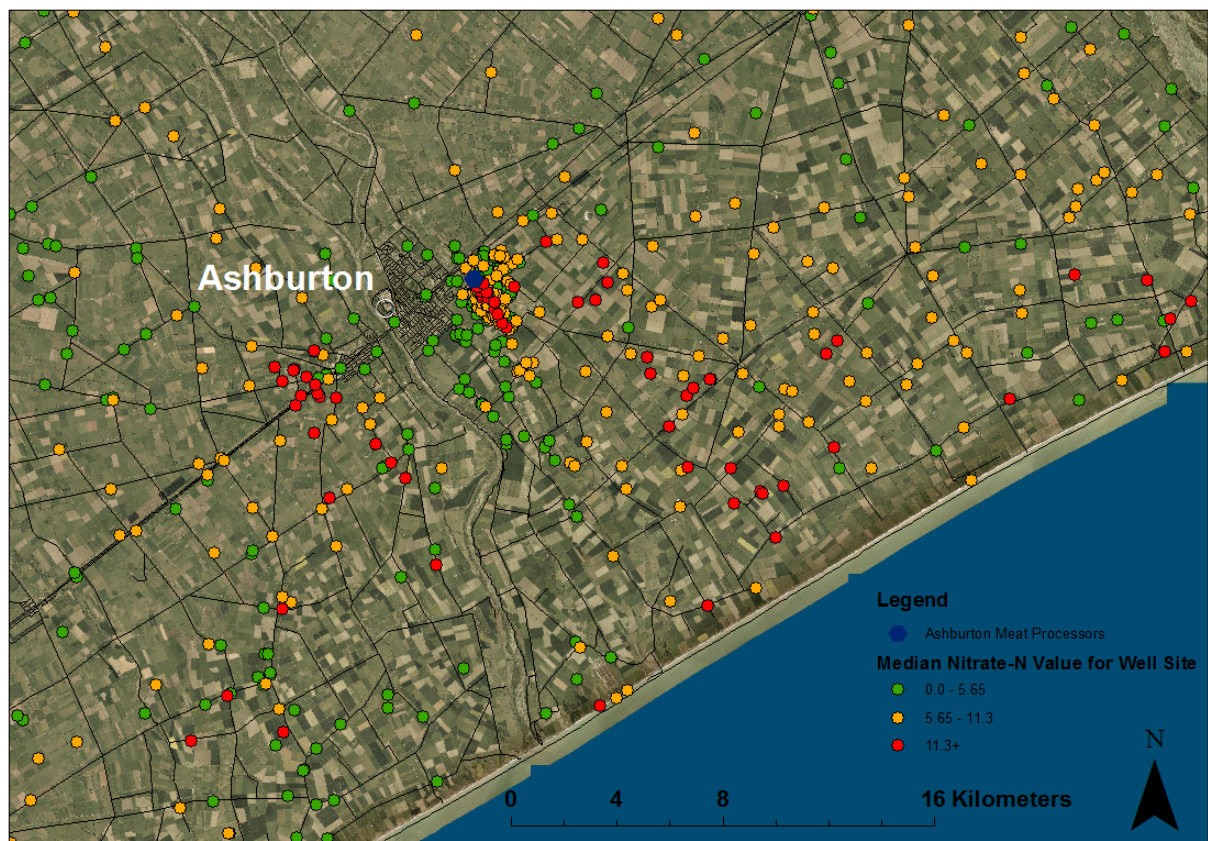 Ashburton
Legend
Ashburton Meat Processors
Median Nitrate-N Value for Well Site
0.0 - 5.65
5.65 - 11.3
11.3+
N
0 4 8 16 Kilometers